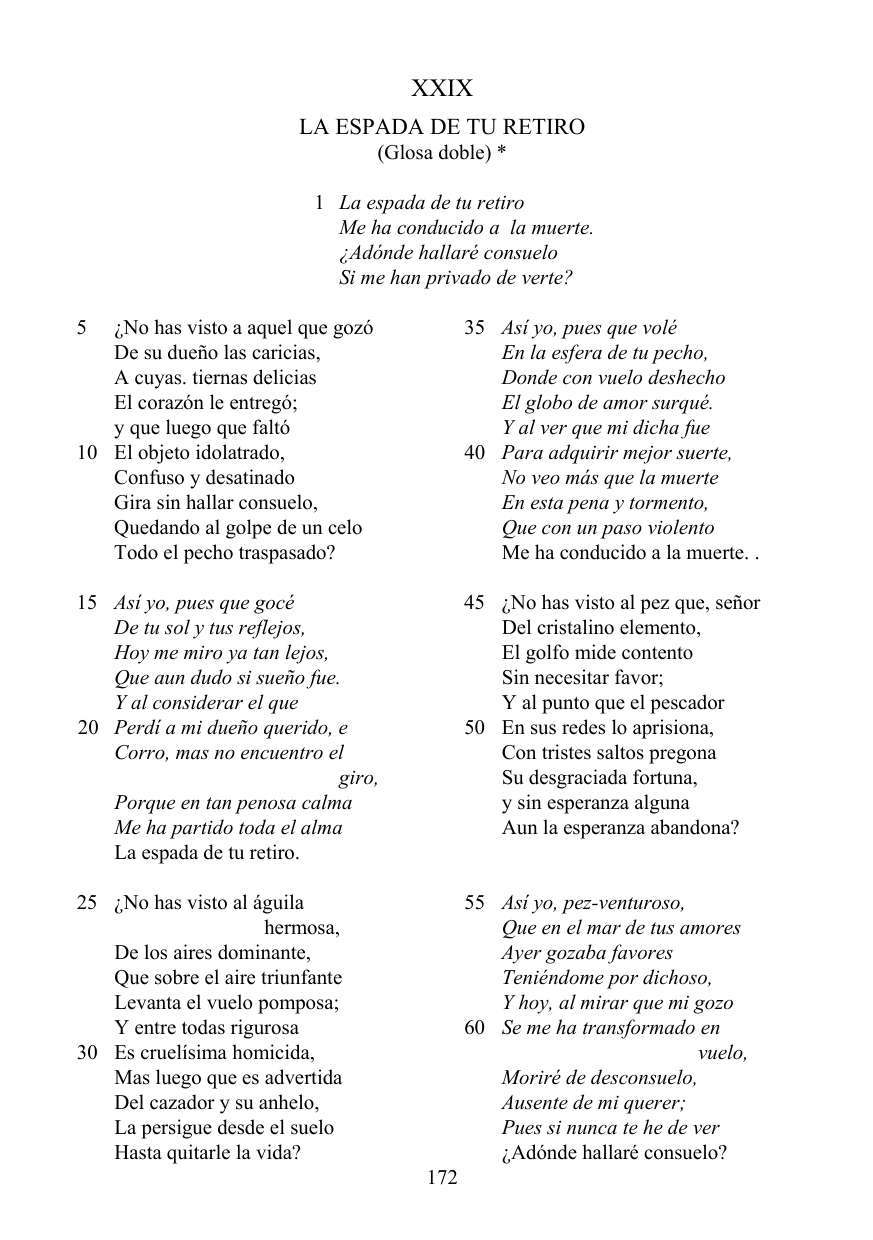 XXIX
LA ESPADA DE TU RETIRO
(Glosa doble) *
1 La espada de tu retiro
Me ha conducido a la muerte.
¿Adónde hallaré consuelo
Si me han privado de verte?
5 ¿No has visto a aquel que gozó
De su dueño las caricias,
A cuyas. tiernas delicias
El corazón le entregó;
y que luego que faltó
10 El objeto idolatrado,
Confuso y desatinado
Gira sin hallar consuelo,
Quedando al golpe de un celo
Todo el pecho traspasado?
15 Así yo, pues que gocé
De tu sol y tus reflejos,
Hoy me miro ya tan lejos,
Que aun dudo si sueño fue.
Y al considerar el que
20 Perdí a mi dueño querido, e
Corro, mas no encuentro el
giro,
Porque en tan penosa calma
Me ha partido toda el alma
La espada de tu retiro.
25 ¿No has visto al águila
hermosa,
De los aires dominante,
Que sobre el aire triunfante
Levanta el vuelo pomposa;
Y entre todas rigurosa
30 Es cruelísima homicida,
Mas luego que es advertida
Del cazador y su anhelo,
La persigue desde el suelo
Hasta quitarle la vida?
35 Así yo, pues que volé
En la esfera de tu pecho,
Donde con vuelo deshecho
El globo de amor surqué.
Y al ver que mi dicha fue
40 Para adquirir mejor suerte,
No veo más que la muerte
En esta pena y tormento,
Que con un paso violento
Me ha conducido a la muerte. .
45 ¿No has visto al pez que, señor
Del cristalino elemento,
El golfo mide contento
Sin necesitar favor;
Y al punto que el pescador
50 En sus redes lo aprisiona,
Con tristes saltos pregona
Su desgraciada fortuna,
y sin esperanza alguna
Aun la esperanza abandona?
55 Así yo, pez-venturoso,
Que en el mar de tus amores
Ayer gozaba favores
Teniéndome por dichoso,
Y hoy, al mirar que mi gozo
60 Se me ha transformado en
vuelo,
Moriré de desconsuelo,
Ausente de mi querer;
Pues si nunca te he de ver
¿Adónde hallaré consuelo?
172